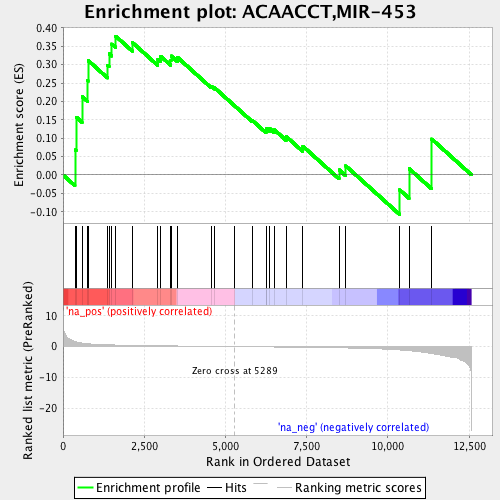 Enrichment plot: ACAACCT,MIR-453
Enrichment score (ES)
0.40
0.35
0.30
0.25
0.20
0.15
0.10
0.05
0.00
-0.05
-0.10
'na_pos' (positively correlated)
Ranked list metric (PreRanked)
10
5
0
-5
-10
-20
Zero cross at 5289
'na_neg' (negatively correlated)
0
2,500
5,000
7,500
10,000
12,500
Rank in Ordered Dataset
Enrichment profile
Hits
Ranking metric scores